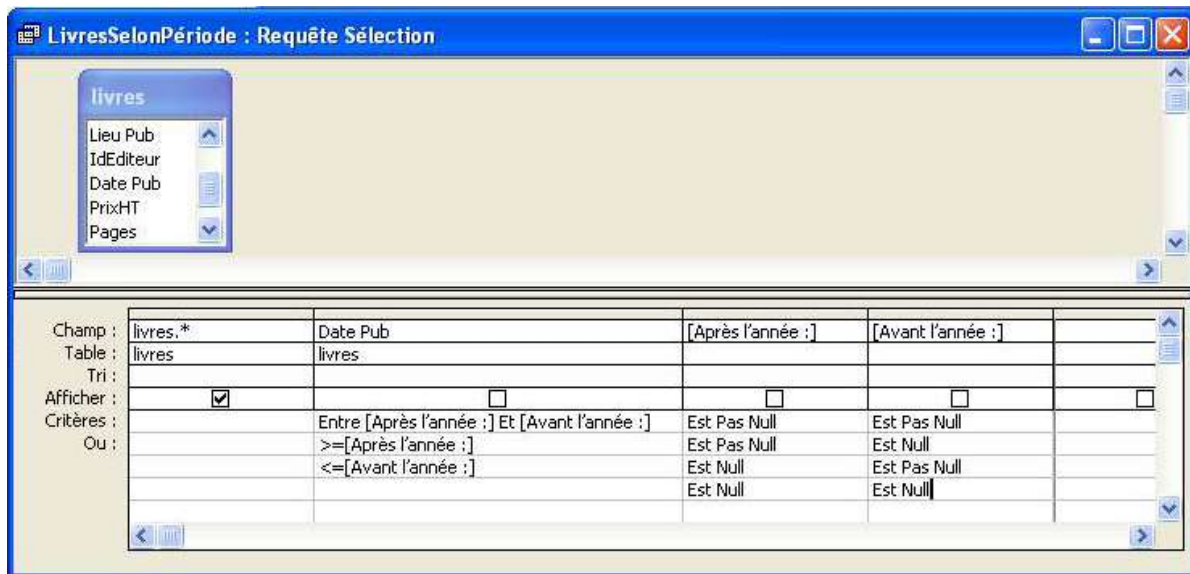 LivresSelonPériode : Requête Sélection
livres
Lieu Pub
IdEditeur
Date Pub
PrixHT
Pages
Champ : livres.* Date Pub [Après l'année :] [Avant l'année :]
Table : livres livres
Tri :
Afficher :
Critères : Entre [Après l'année :] Et [Avant l'année :] Est Pas Null Est Pas Null
Ou : >=[Après l'année :] Est Pas Null Est Null
<=[Avant l'année :] Est Null Est Pas Null
Est Null Est Null